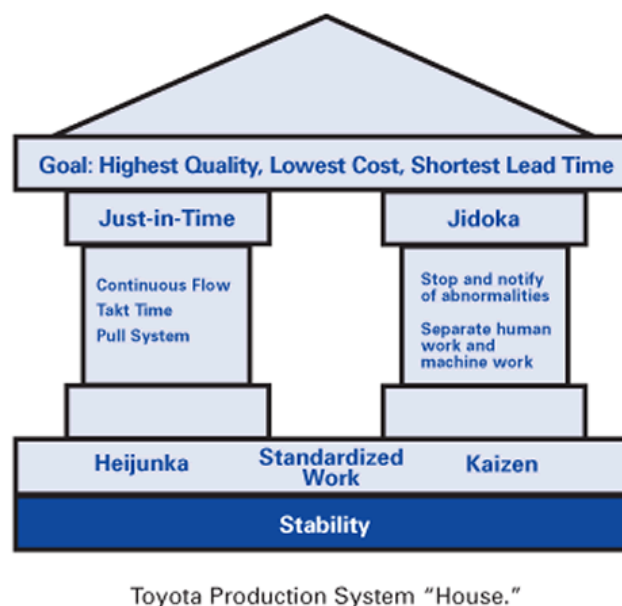 Goal: Highest Quality, Lowest Cost, Shortest Lead Time
Just-in-Time
Continuous Flow
Takt Time
Pull System
Jidoka
Stop and notify
of abnormalities
Separate human
work and
machine work
Heijunka
Standardized
Work
Kaizen
Stability
Toyota Production System “House.”